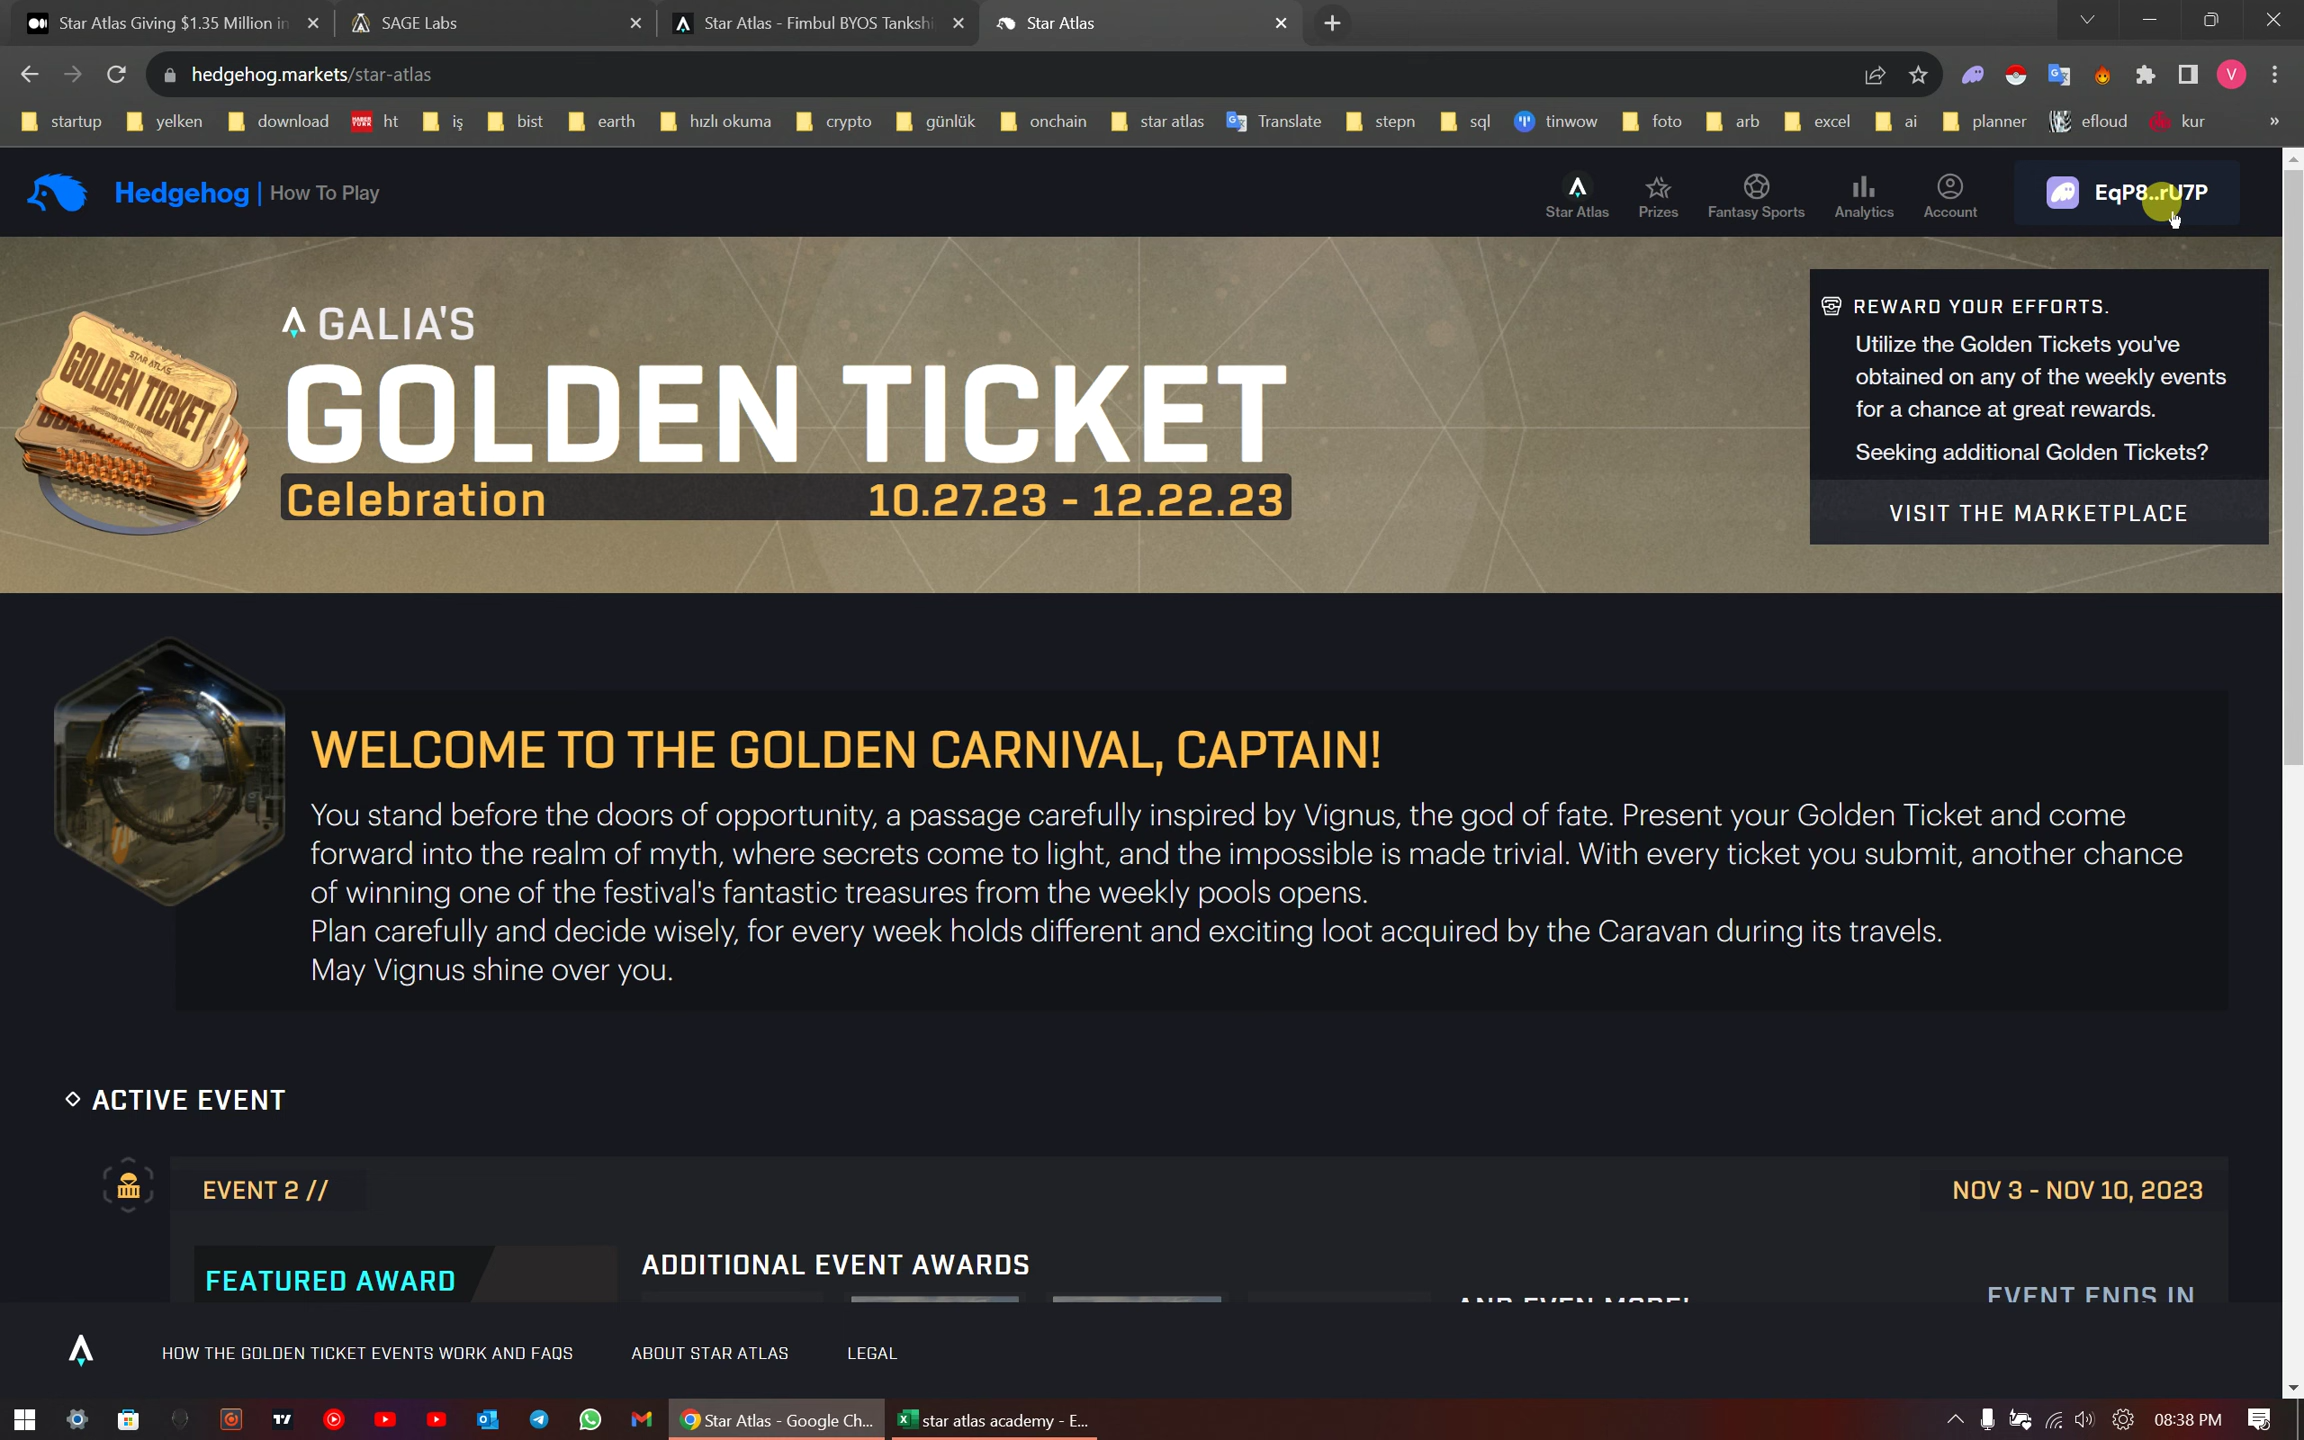 Star Atlas Giving $1.35 Million in
SAGE Labs
Star Atlas - Fimbul BYOS Tankshi
Star Atlas
hedgehog.markets/star-atlas
V
startup
yelken
download
ht
iş
bist
earth
hızlı okuma
crypto
günlük
onchain
star atlas
Translate
stepn
sql
tinwow
foto
arb
excel
ai
planner
efloud
kur
»
Hedgehog | How To Play
Star Atlas
Prizes
Fantasy Sports
Analytics
Account
EqP8..rU7P
STAR ATLAS
GOLDEN TICKET
GALIA'S
GOLDEN TICKET
Celebration 10.27.23 - 12.22.23
REWARD YOUR EFFORTS.
Utilize the Golden Tickets you've
obtained on any of the weekly events
for a chance at great rewards.
Seeking additional Golden Tickets?
VISIT THE MARKETPLACE
WELCOME TO THE GOLDEN CARNIVAL, CAPTAIN!
You stand before the doors of opportunity, a passage carefully inspired by Vignus, the god of fate. Present your Golden Ticket and come
forward into the realm of myth, where secrets come to light, and the impossible is made trivial. With every ticket you submit, another chance
of winning one of the festival's fantastic treasures from the weekly pools opens.
Plan carefully and decide wisely, for every week holds different and exciting loot acquired by the Caravan during its travels.
May Vignus shine over you.
ACTIVE EVENT
EVENT 2 //
NOV 3 - NOV 10, 2023
FEATURED AWARD
ADDITIONAL EVENT AWARDS
AND EVEN MORE!
EVENT ENDS IN
HOW THE GOLDEN TICKET EVENTS WORK AND FAQS
ABOUT STAR ATLAS
LEGAL
Star Atlas - Google Ch...
star atlas academy - E...
08:38 PM